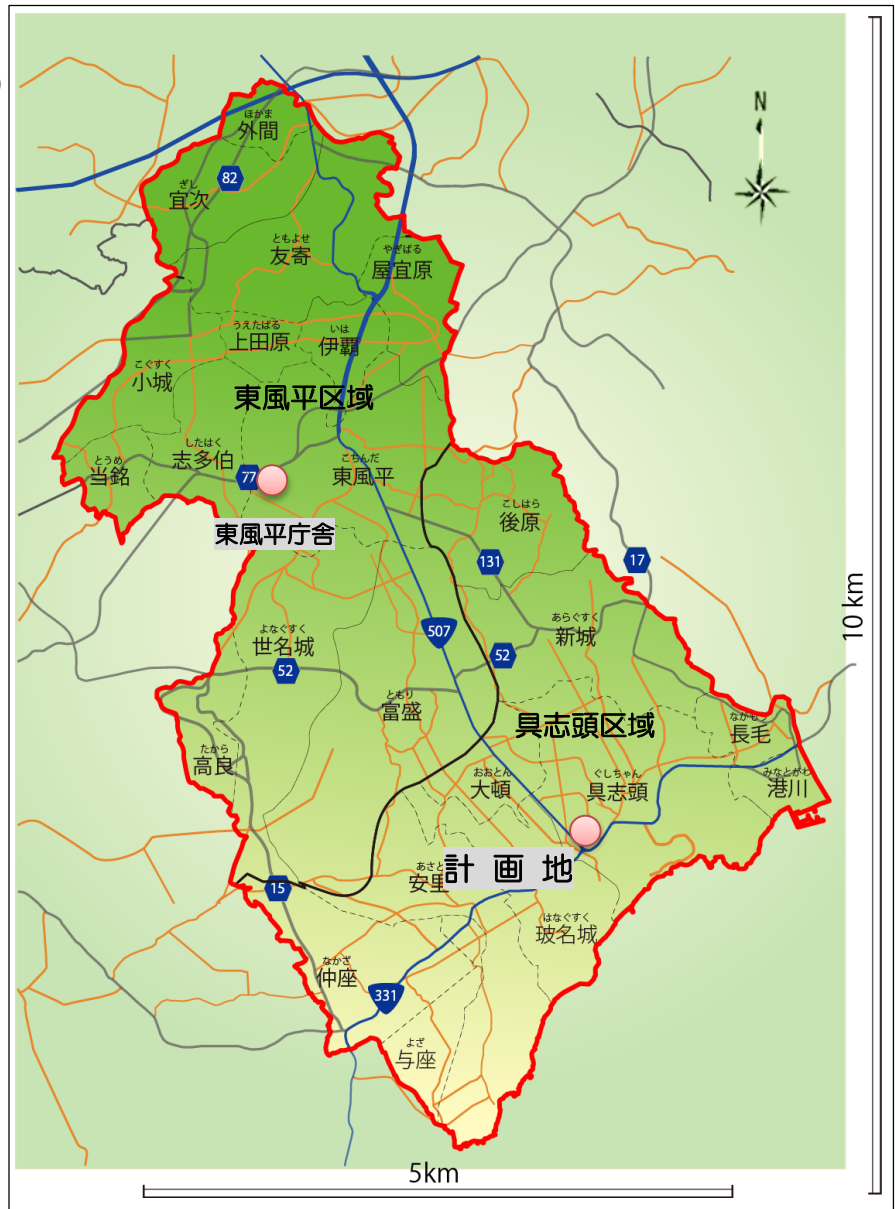 N
ほかま
外間
82
ぎし
宜次
ともよせ
友寄
やぎばる
屋宜原
うえたばる
上田原
いは
伊覇
こぐすく
小城
東風平区域
とうめ
当銘
したはく
志多伯
77
こちんだ
東風平
東風平庁舎
こしはら
後原
131
17
10 km
507
あらぐすく
新城
よなぐすく
世名城
52
52
ともり
富盛
具志頭区域
たから
高良
おおとん
大頓
ぐしちゃん
具志頭
長毛
みなとがわ
港川
計 画 地
安里
15
はなぐすく
玻名城
なかざ
仲座
331
よざ
与座
5km